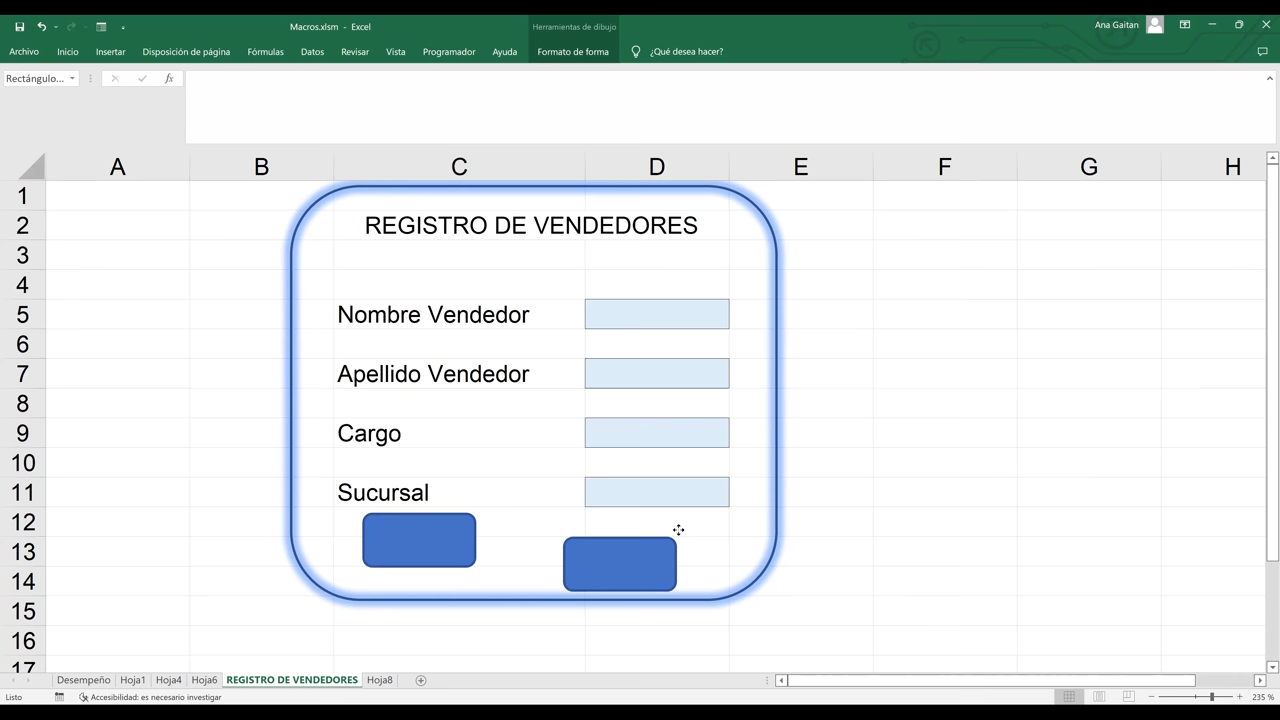 Macros.xlsm - Excel
Herramientas de dibujo
Ana Gaitan
Archivo Inicio Insertar Disposición de página Fórmulas Datos Revisar Vista Programador Ayuda Formato de forma ¿Qué desea hacer?
Rectángulo... fx
A B C D E F G H
1
2 REGISTRO DE VENDEDORES
3
4
5 Nombre Vendedor
6
7 Apellido Vendedor
8
9 Cargo
10
11 Sucursal
12
13
14
15
16
17
Desempeño Hoja1 Hoja4 Hoja6 REGISTRO DE VENDEDORES Hoja8
Listo Accesibilidad: es necesario investigar 235 %